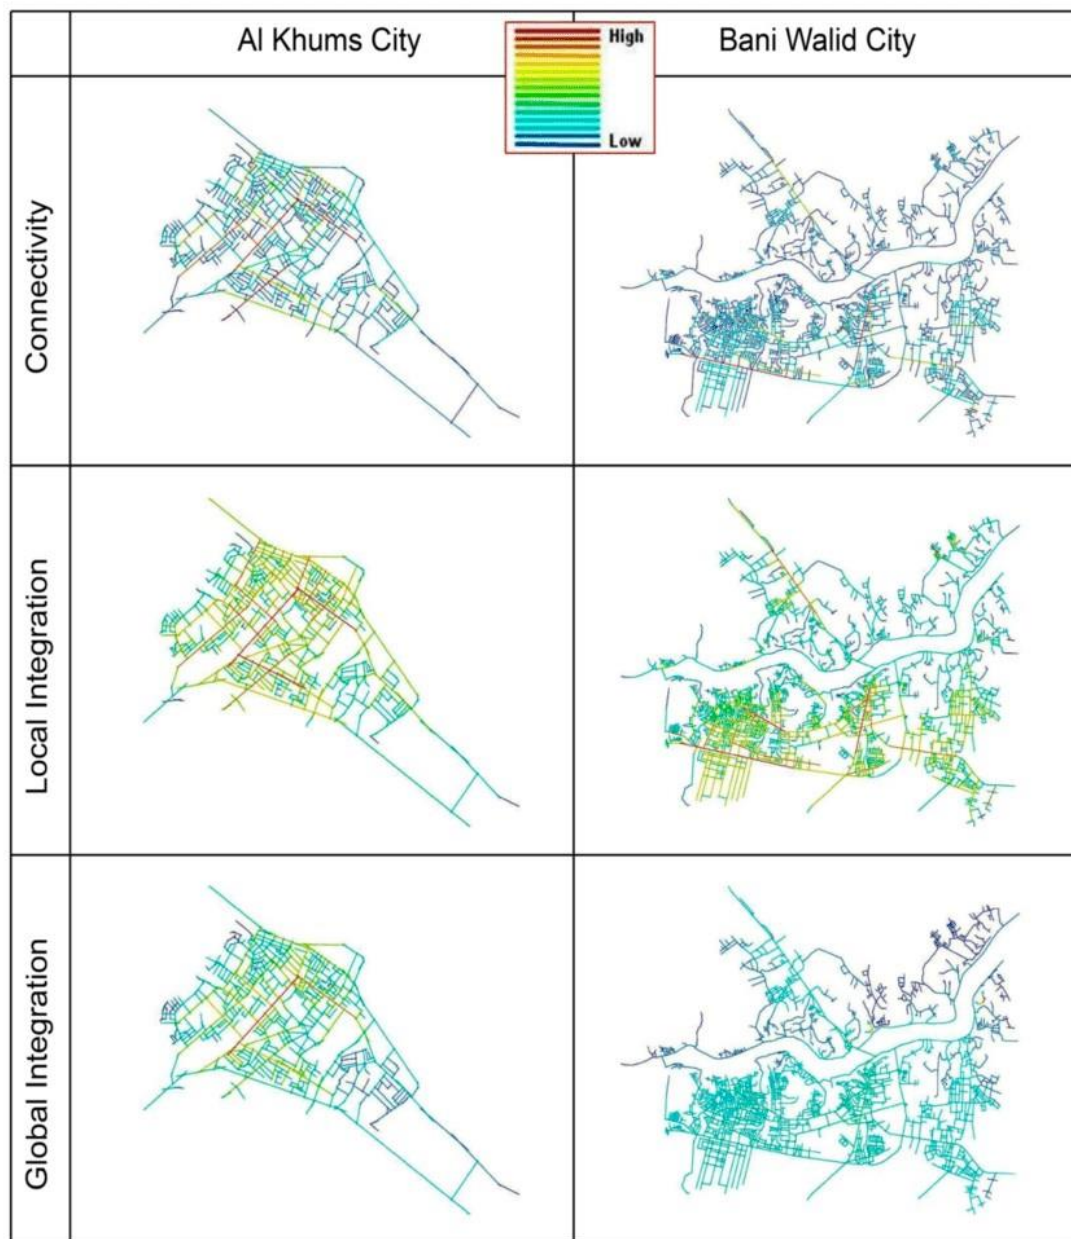 Al Khums City
High
Low
Bani Walid City
Connectivity
Local Integration
Global Integration